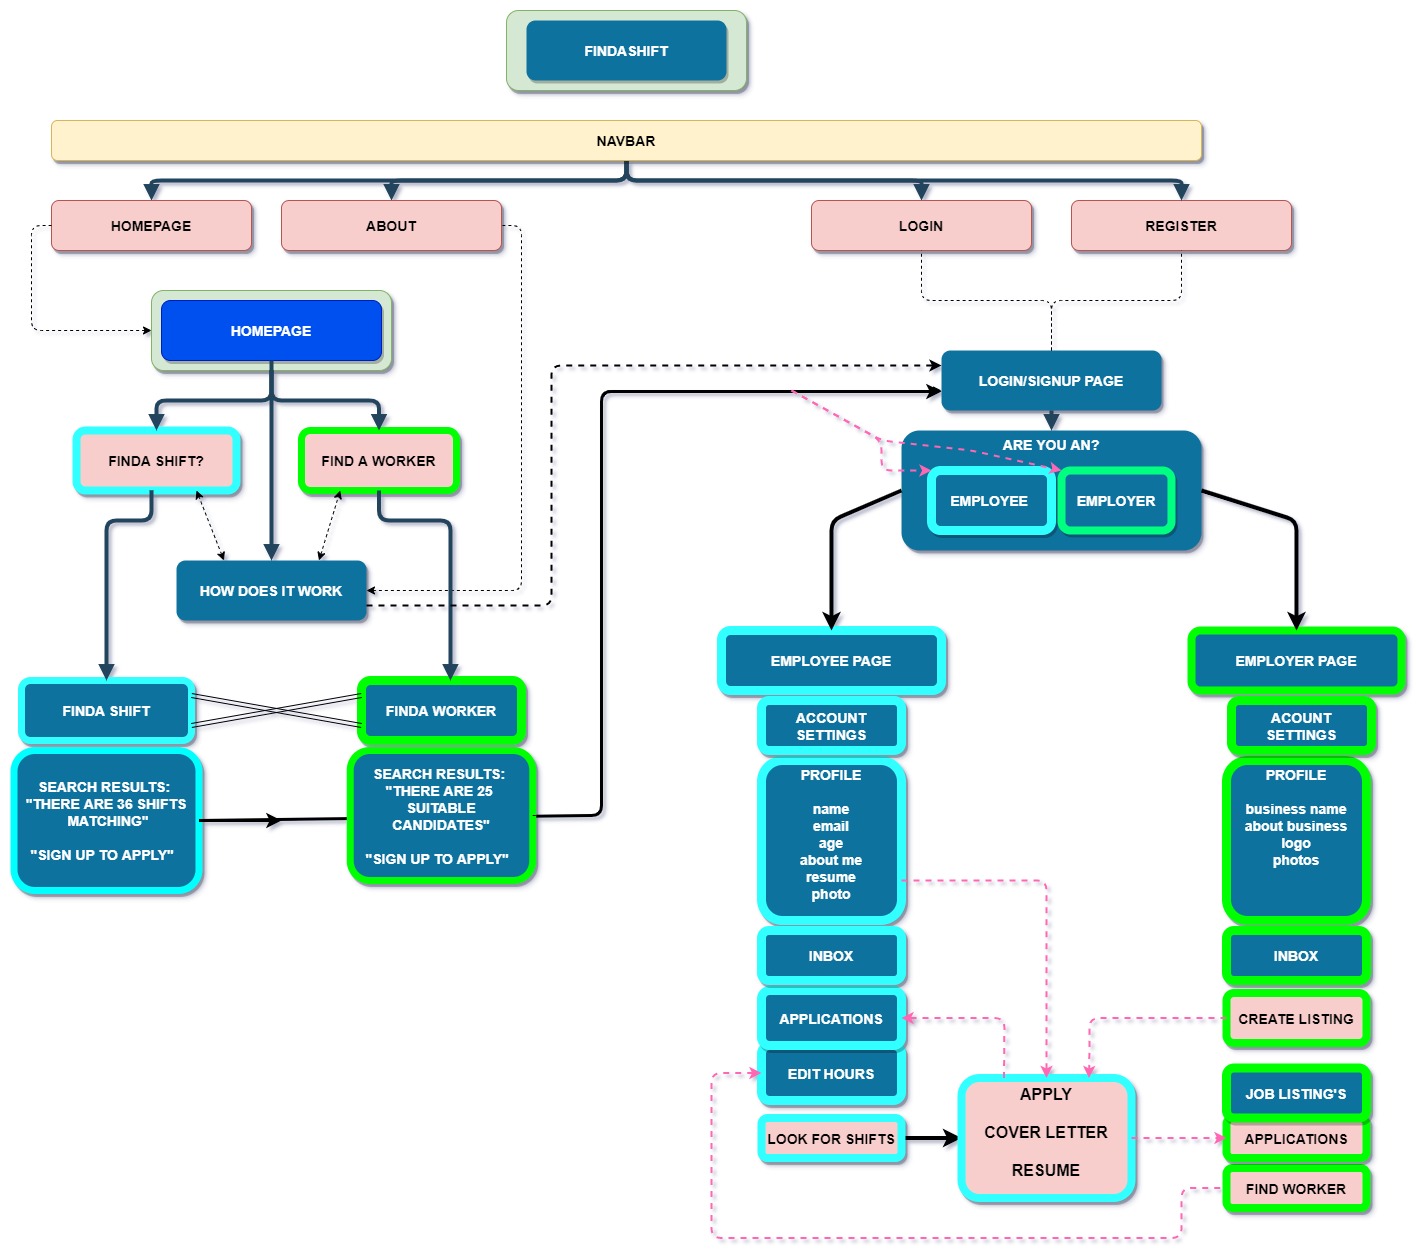 FINDASHIFT
NAVBAR
HOMEPAGE
ABOUT
LOGIN
REGISTER
HOMEPAGE
LOGIN/SIGNUP PAGE
FINDA SHIFT?
FIND A WORKER
ARE YOU AN?
EMPLOYEE
EMPLOYER
HOW DOES IT WORK
FINDA SHIFT
FINDA WORKER
SEARCH RESULTS:
"THERE ARE 36 SHIFTS
MATCHING"
"SIGN UP TO APPLY"
SEARCH RESULTS:
"THERE ARE 25
SUITABLE
CANDIDATES"
"SIGN UP TO APPLY"
EMPLOYEE PAGE
ACCOUNT
SETTINGS
PROFILE
name
email
age
about me
resume
photo
INBOX
APPLICATIONS
EDIT HOURS
LOOK FOR SHIFTS
APPLY
COVER LETTER
RESUME
EMPLOYER PAGE
ACOUNT
SETTINGS
PROFILE
business name
about business
logo
photos
INBOX
CREATE LISTING
JOB LISTING'S
APPLICATIONS
FIND WORKER